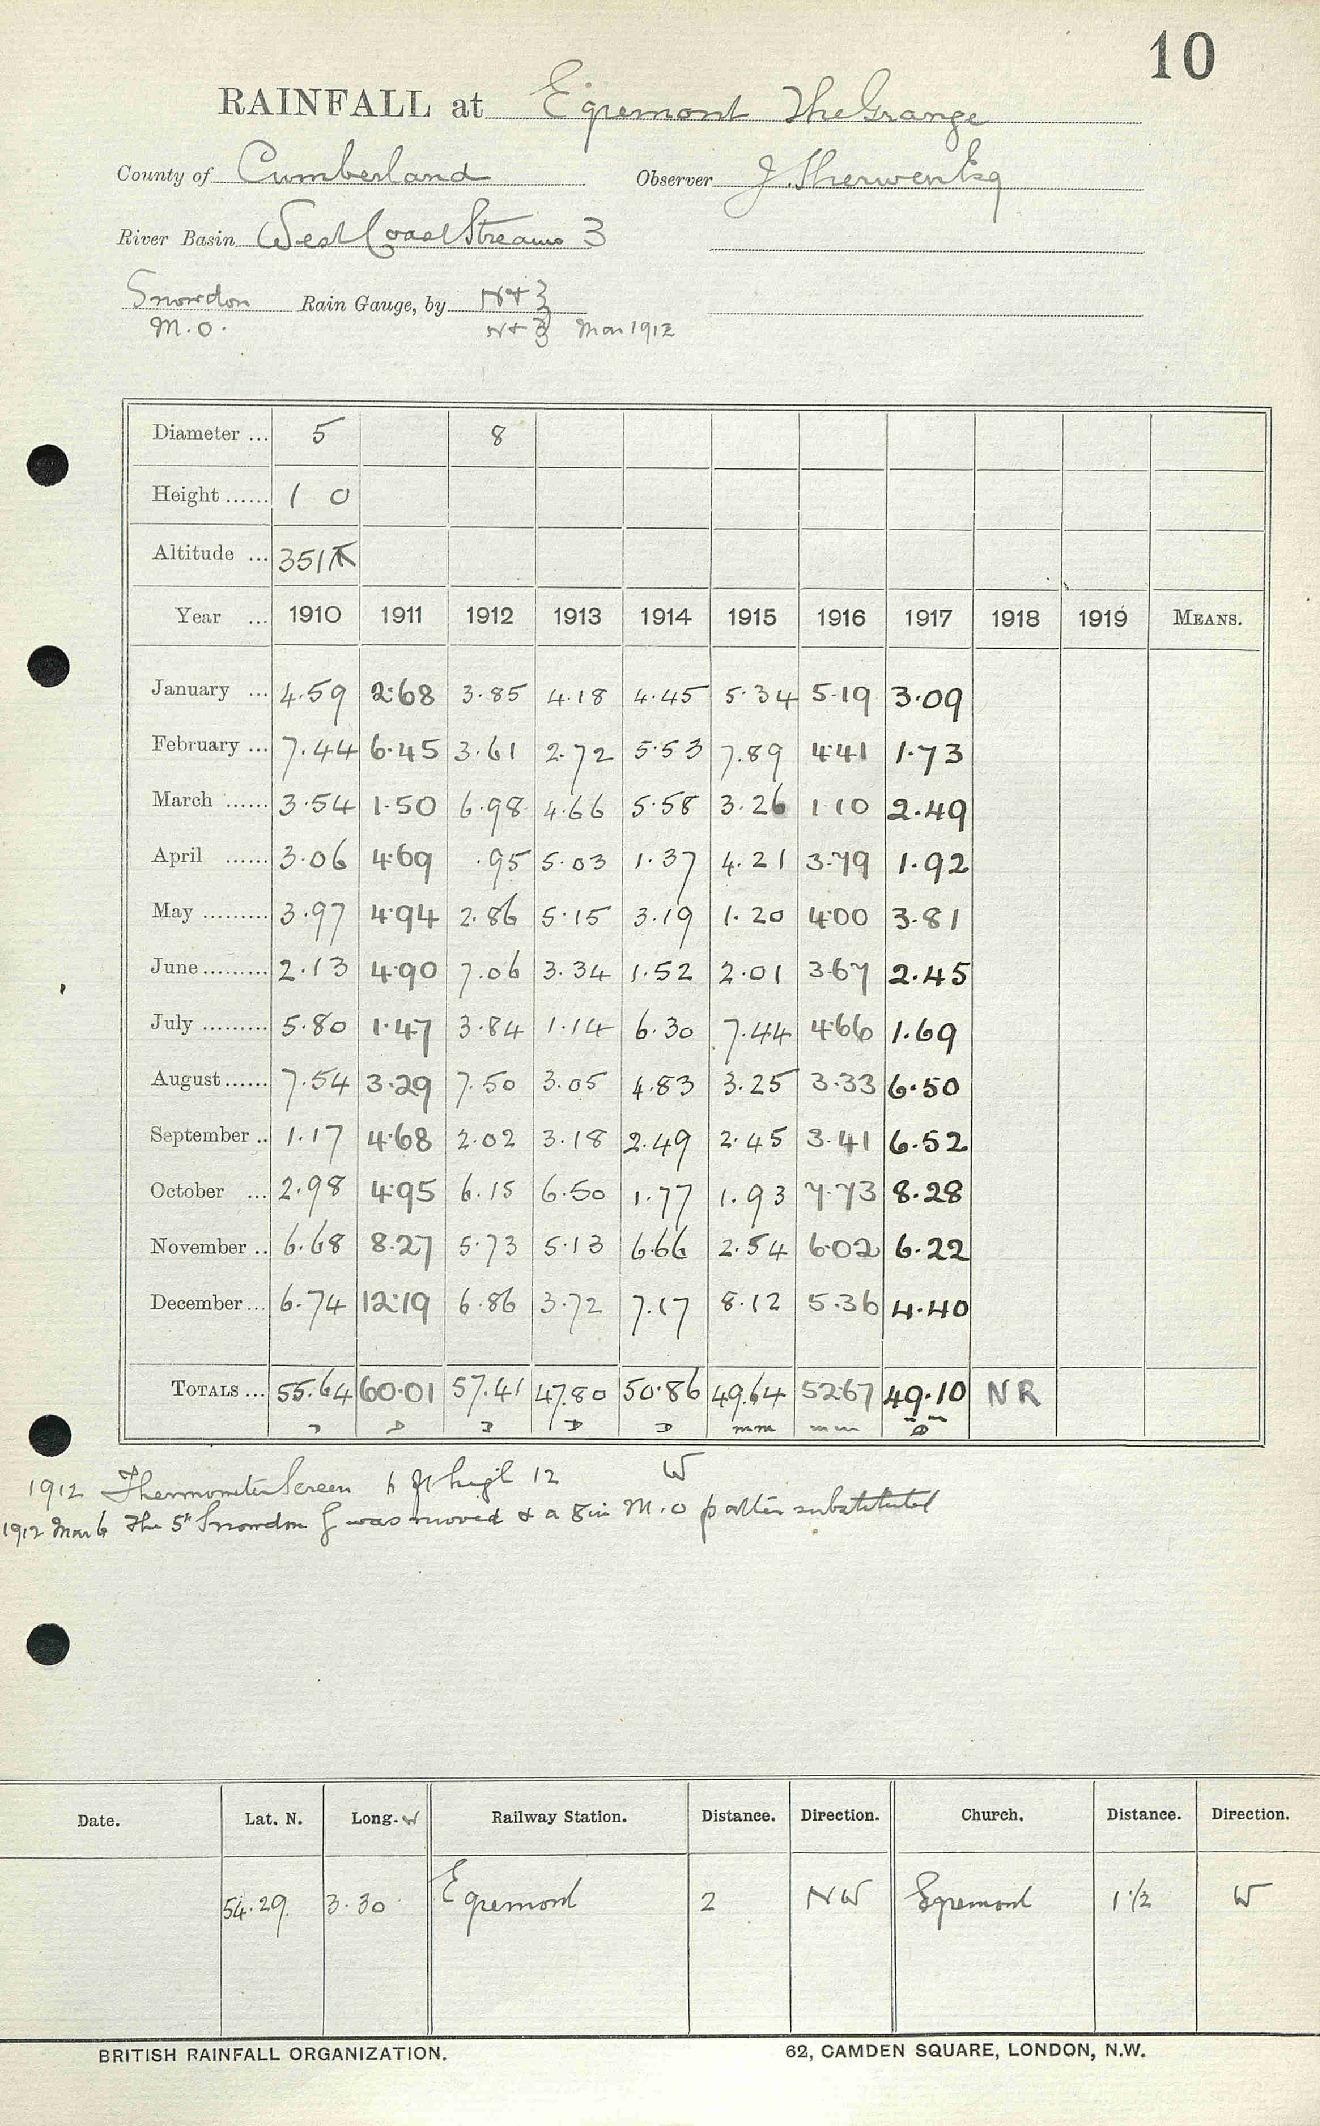 10
RAINFALL at Egremont The Grange
County of Cumberland Observer J. Sherwen Esq
River Basin West Coast Streams 3
Snowdon Rain Gauge, by N+Z
M.O. N+Z Mar 1912
Diameter ... 5 8
Height ...... 1 0
Altitude ... 351
Year ... 1910 1911 1912 1913 1914 1915 1916 1917 1918 1919 MEANS.
January ... 4.59 2.68 3.85 4.18 4.45 5.34 5.19 3.09
February ... 7.44 6.45 3.61 2.72 5.53 7.89 4.41 1.73
March ...... 3.54 1.50 6.98 4.66 5.58 3.26 1.10 2.49
April ...... 3.06 4.69 .95 5.03 1.37 4.21 3.79 1.92
May ......... 3.97 4.94 2.86 5.15 3.19 1.20 4.00 3.81
June ......... 2.13 4.90 7.06 3.34 1.52 2.01 3.67 2.45
July ......... 5.80 1.47 3.84 1.14 6.30 7.44 4.66 1.69
August ...... 7.54 3.29 7.50 3.05 4.83 3.25 3.33 6.50
September .. 1.17 4.68 2.02 3.18 2.49 2.45 3.41 6.52
October ... 2.98 4.95 6.15 6.50 1.77 1.93 7.73 8.28
November .. 6.68 8.27 5.73 5.13 6.66 2.54 6.02 6.22
December ... 6.74 12.19 6.86 3.72 7.17 8.12 5.36 4.40
TOTALS ... 55.64 60.01 57.41 47.80 50.86 49.64 52.67 49.10 NR
1912 Thermometer Screen 6 ft high 12 W
1912 Mar 6 The 5" Snowdon G was moved & a 8in M.O pattern substituted
Date. Lat. N. Long. W Railway Station. Distance. Direction. Church. Distance. Direction.
54.29 3.30 Egremont 2 NW Egremont 1 1/2 W
BRITISH RAINFALL ORGANIZATION. 62, CAMDEN SQUARE, LONDON, N.W.